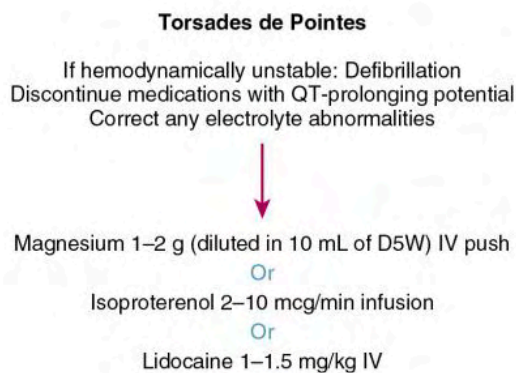 Torsades de Pointes
If hemodynamically unstable: Defibrillation
Discontinue medications with QT-prolonging potential
Correct any electrolyte abnormalities
Magnesium 1–2 g (diluted in 10 mL of D5W) IV push
Or
Isoproterenol 2–10 mcg/min infusion
Or
Lidocaine 1–1.5 mg/kg IV